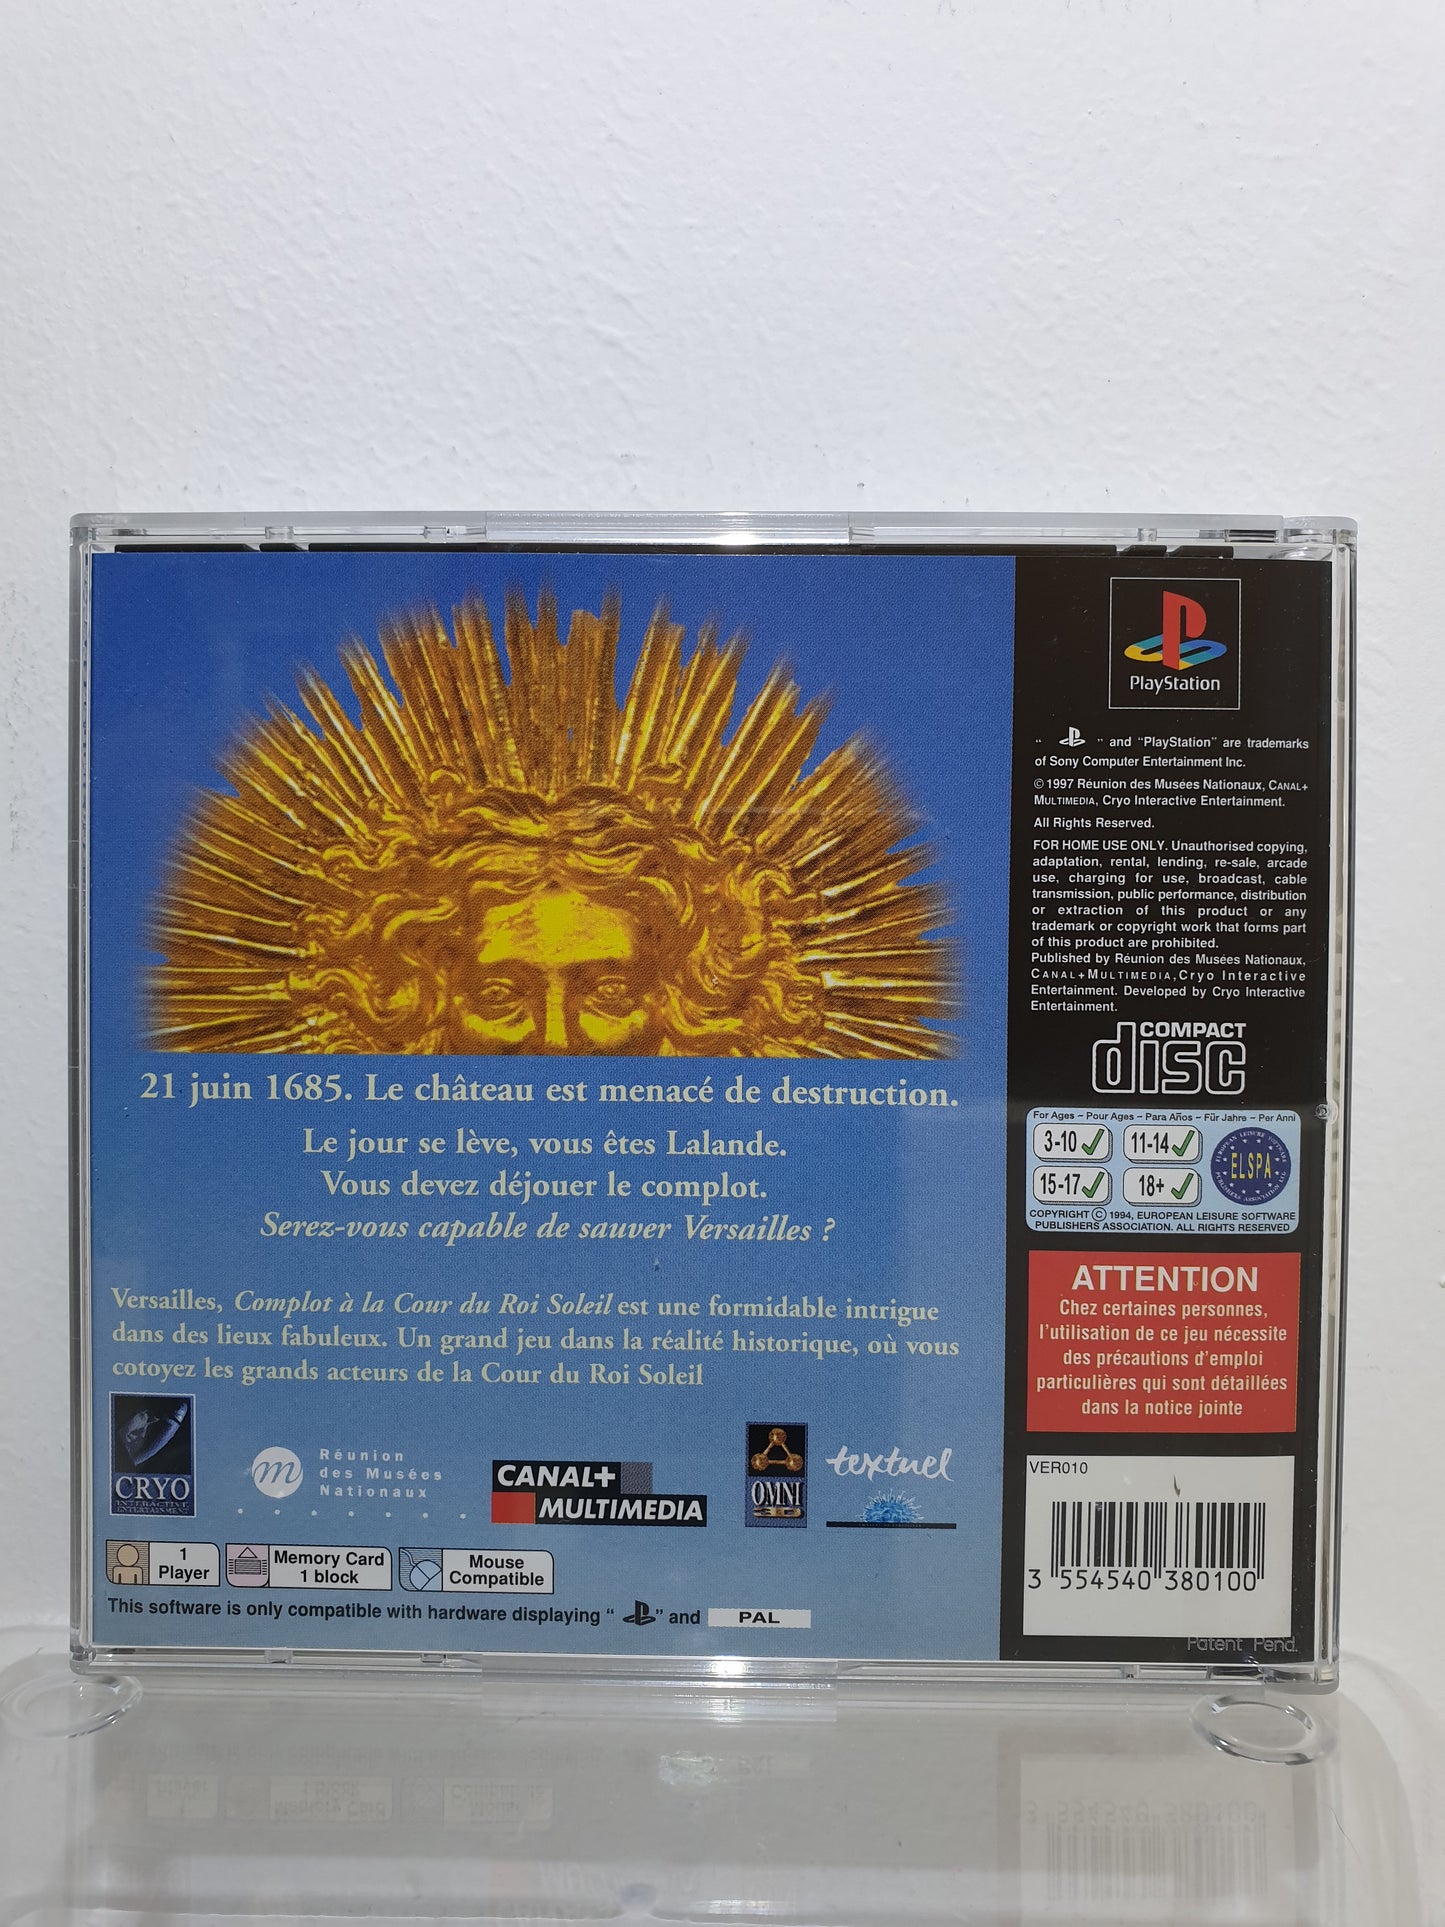 21 juin 1685. Le château est menacé de destruction.
Le jour se lève, vous êtes Lalande.
Vous devez déjouer le complot.
Serez-vous capable de sauver Versailles ?
Versailles, Complot à la Cour du Roi Soleil est une formidable intrigue
dans des lieux fabuleux. Un grand jeu dans la réalité historique, où vous
cotoyez les grands acteurs de la Cour du Roi Soleil
CRYO
INTERACTIVE
ENTERTAINMENT
m
Réunion
des Musées
Nationaux
CANAL+
MULTIMEDIA
OMNI
3D
textuel
1
Player
Memory Card
1 block
Mouse
Compatible
This software is only compatible with hardware displaying " " and PAL
PlayStation
" " and "PlayStation" are trademarks
of Sony Computer Entertainment Inc.
© 1997 Réunion des Musées Nationaux, CANAL+
MULTIMEDIA, Cryo Interactive Entertainment.
All Rights Reserved.
FOR HOME USE ONLY. Unauthorised copying,
adaptation, rental, lending, re-sale, arcade
use, charging for use, broadcast, cable
transmission, public performance, distribution
or extraction of this product or any
trademark or copyright work that forms part
of this product are prohibited.
Published by Réunion des Musées Nationaux,
CANAL+MULTIMEDIA,Cryo Interactive
Entertainment. Developed by Cryo Interactive
Entertainment.
COMPACT
disc
For Ages ~ Pour Ages ~ Para Años ~ Für Jahre ~ Per Anni
3-10 11-14
15-17 18+
EUROPEAN LEISURE SOFTWARE PUBLISHERS ASSOCIATION LTD
ELSPA
COPYRIGHT © 1994, EUROPEAN LEISURE SOFTWARE
PUBLISHERS ASSOCIATION. ALL RIGHTS RESERVED
ATTENTION
Chez certaines personnes,
l'utilisation de ce jeu nécessite
des précautions d'emploi
particulières qui sont détaillées
dans la notice jointe
VER010
3 554540 380100
Patent Pend.